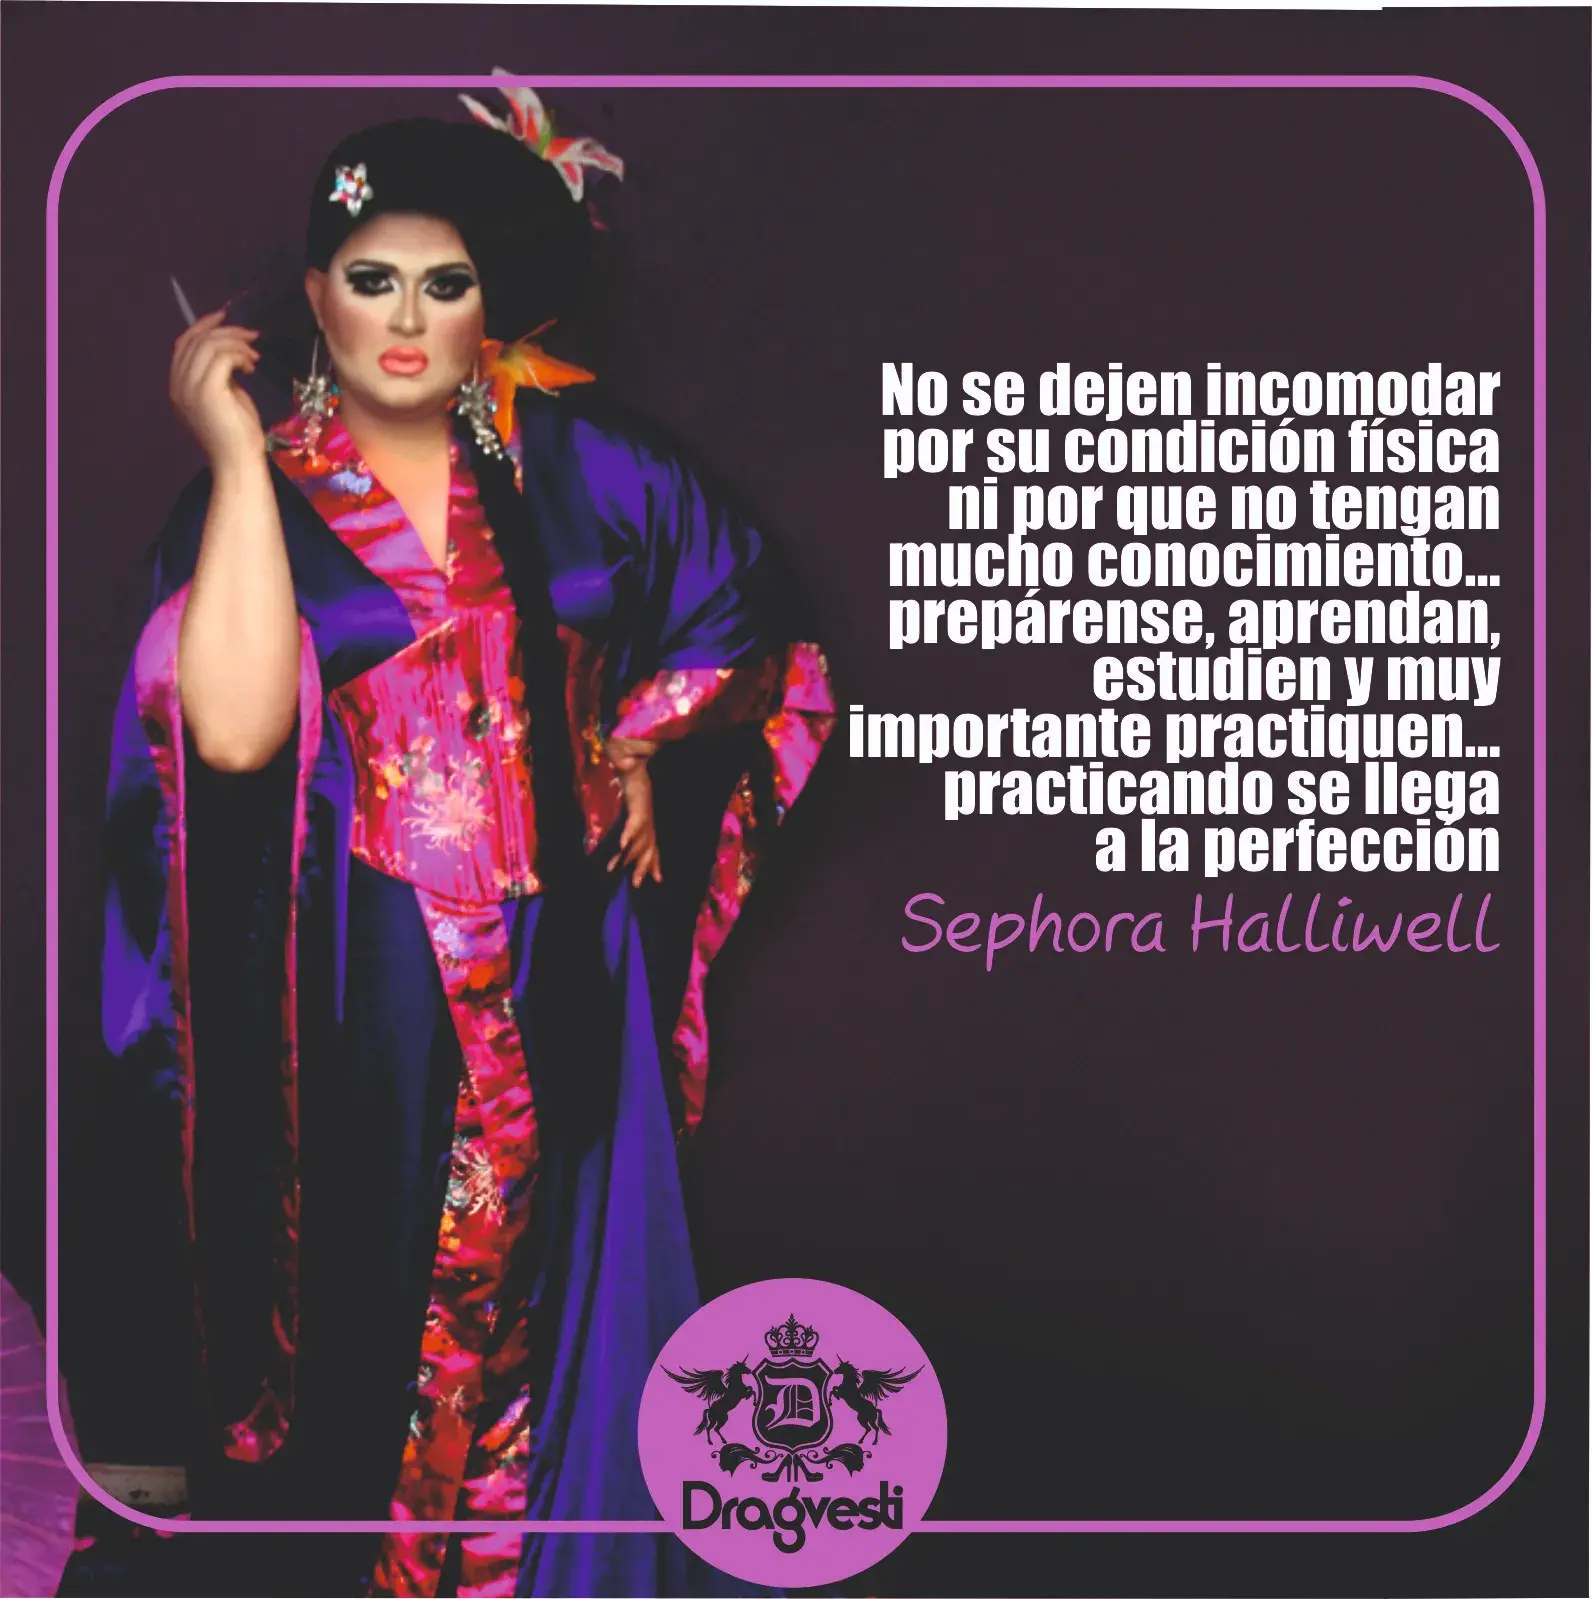 No se dejen incomodar
por su condición física
ni por que no tengan
mucho conocimiento...
prepárense, aprendan,
estudien y muy
importante practiquen...
practicando se llega
a la perfección
Sephora Halliwell
D
Dragvesti